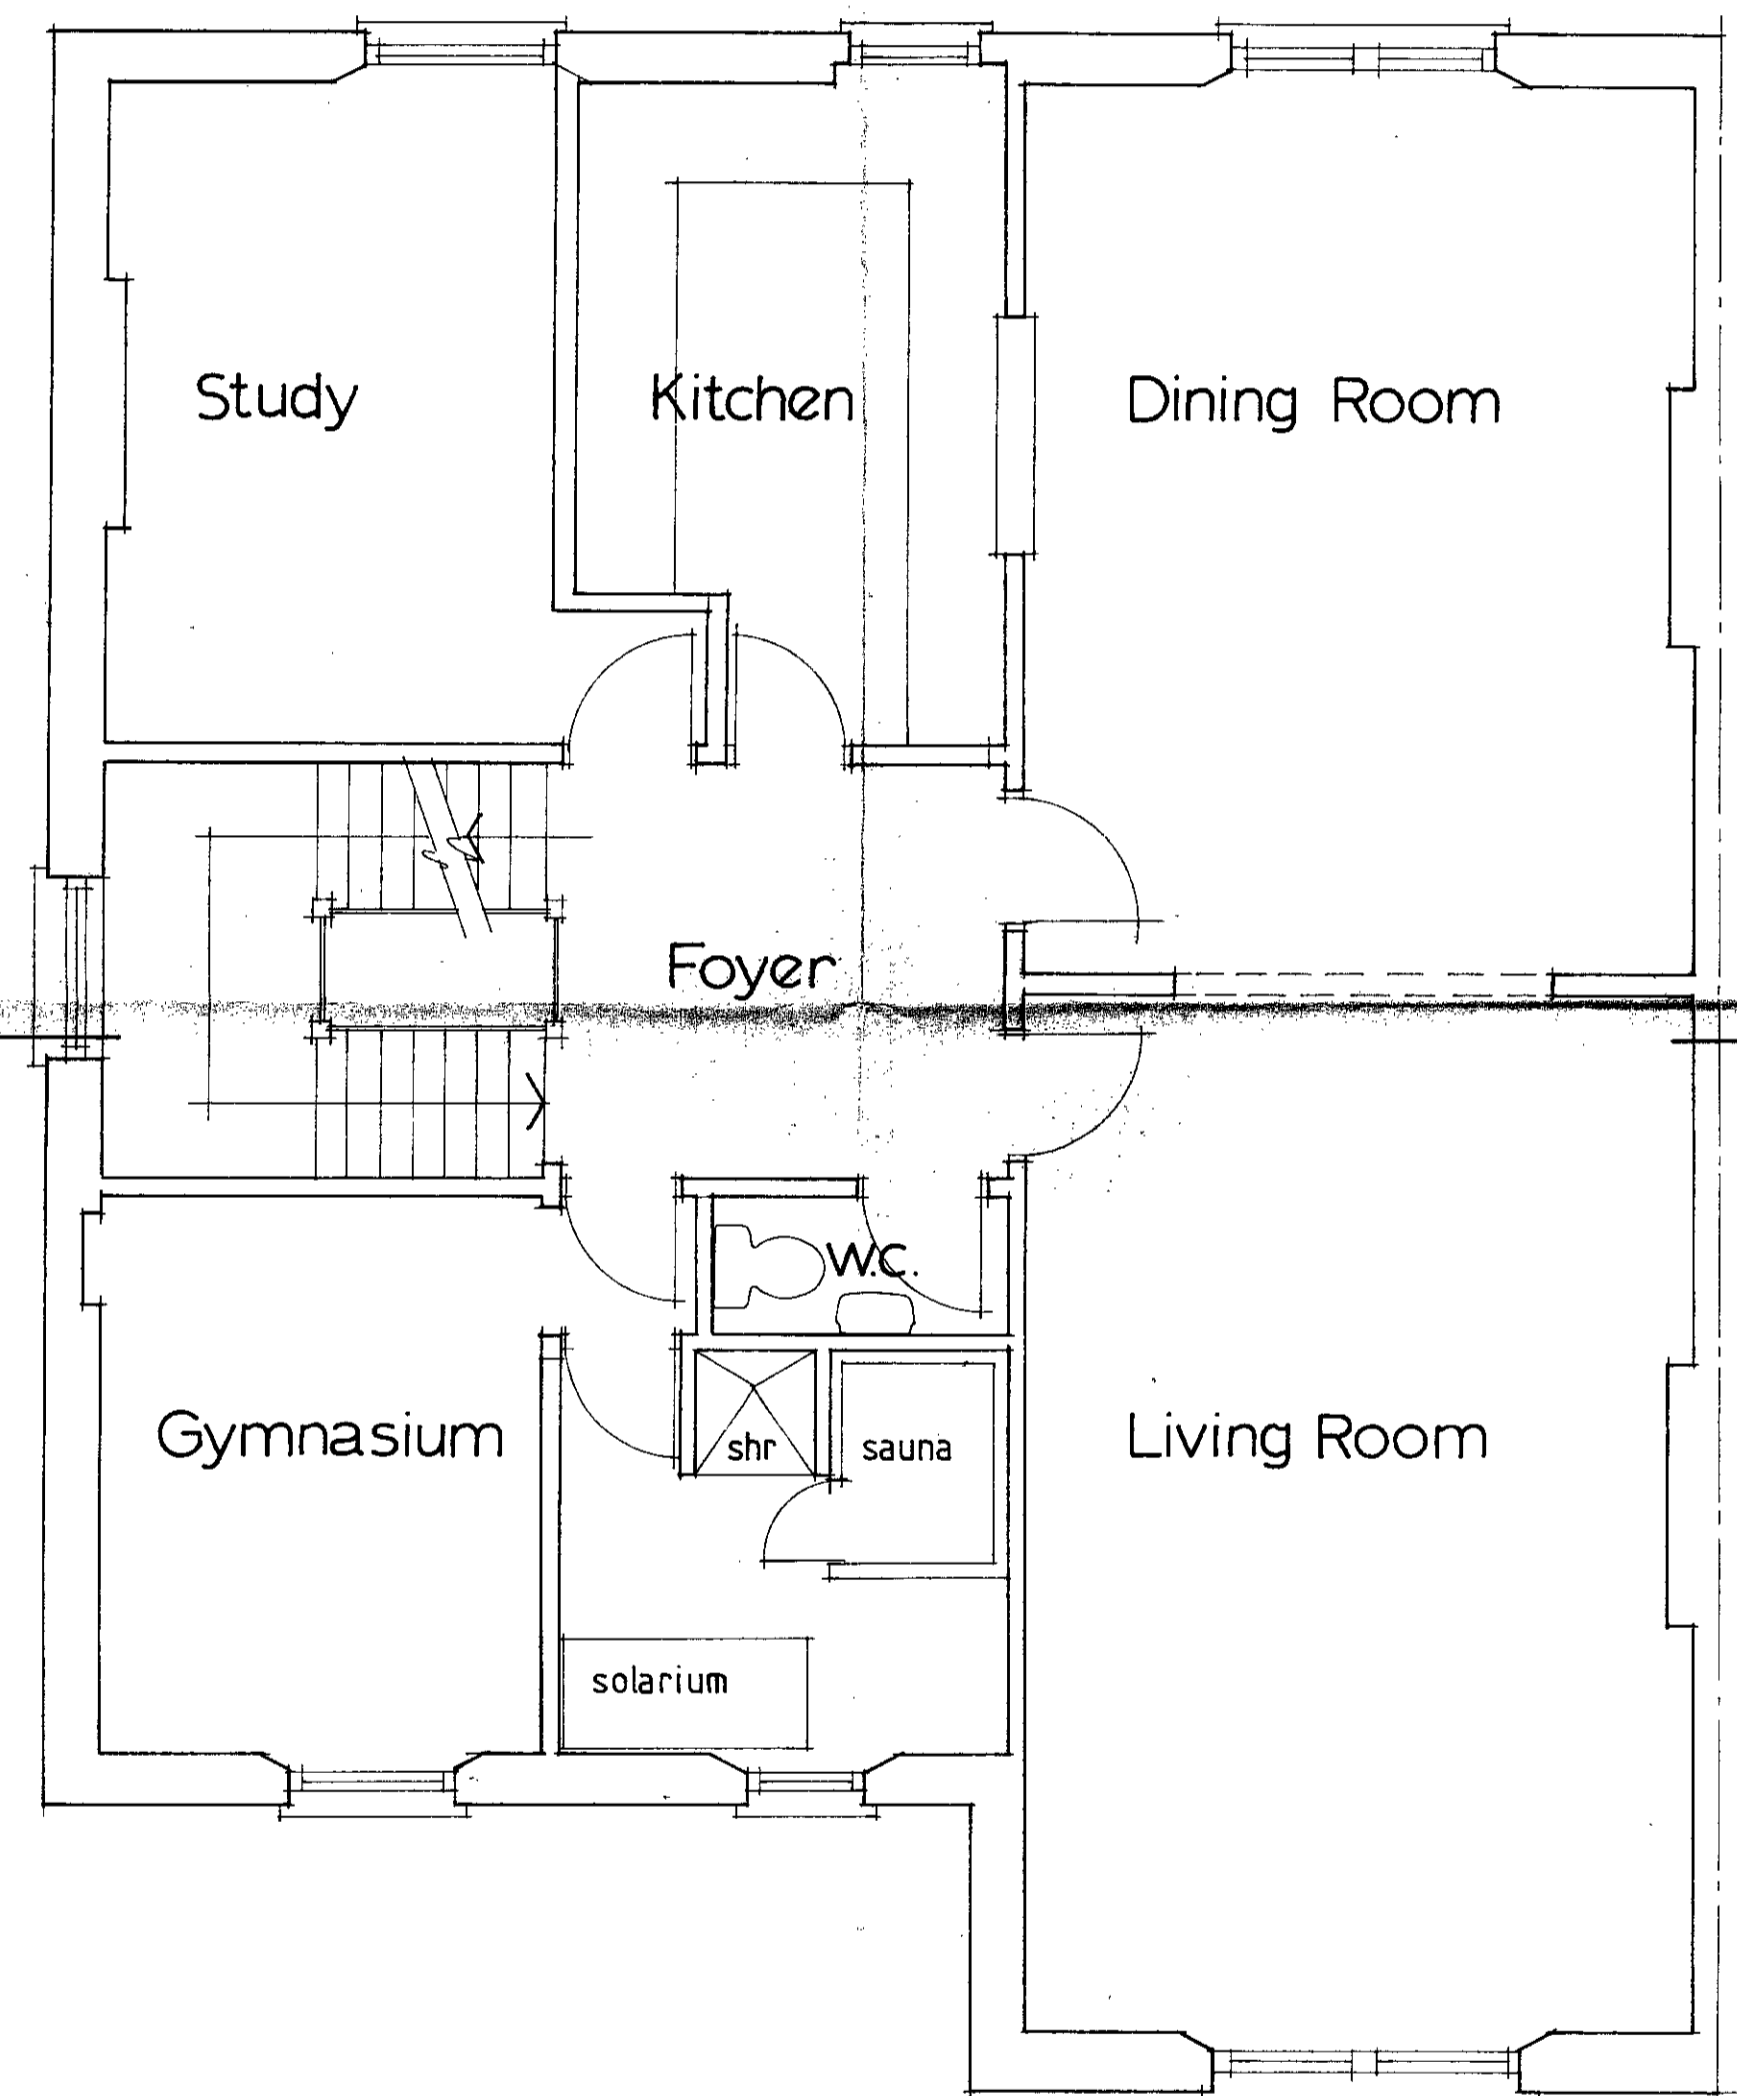 Study
Kitchen
Dining Room
Foyer
W.C.
Gymnasium
shr
sauna
Living Room
solarium